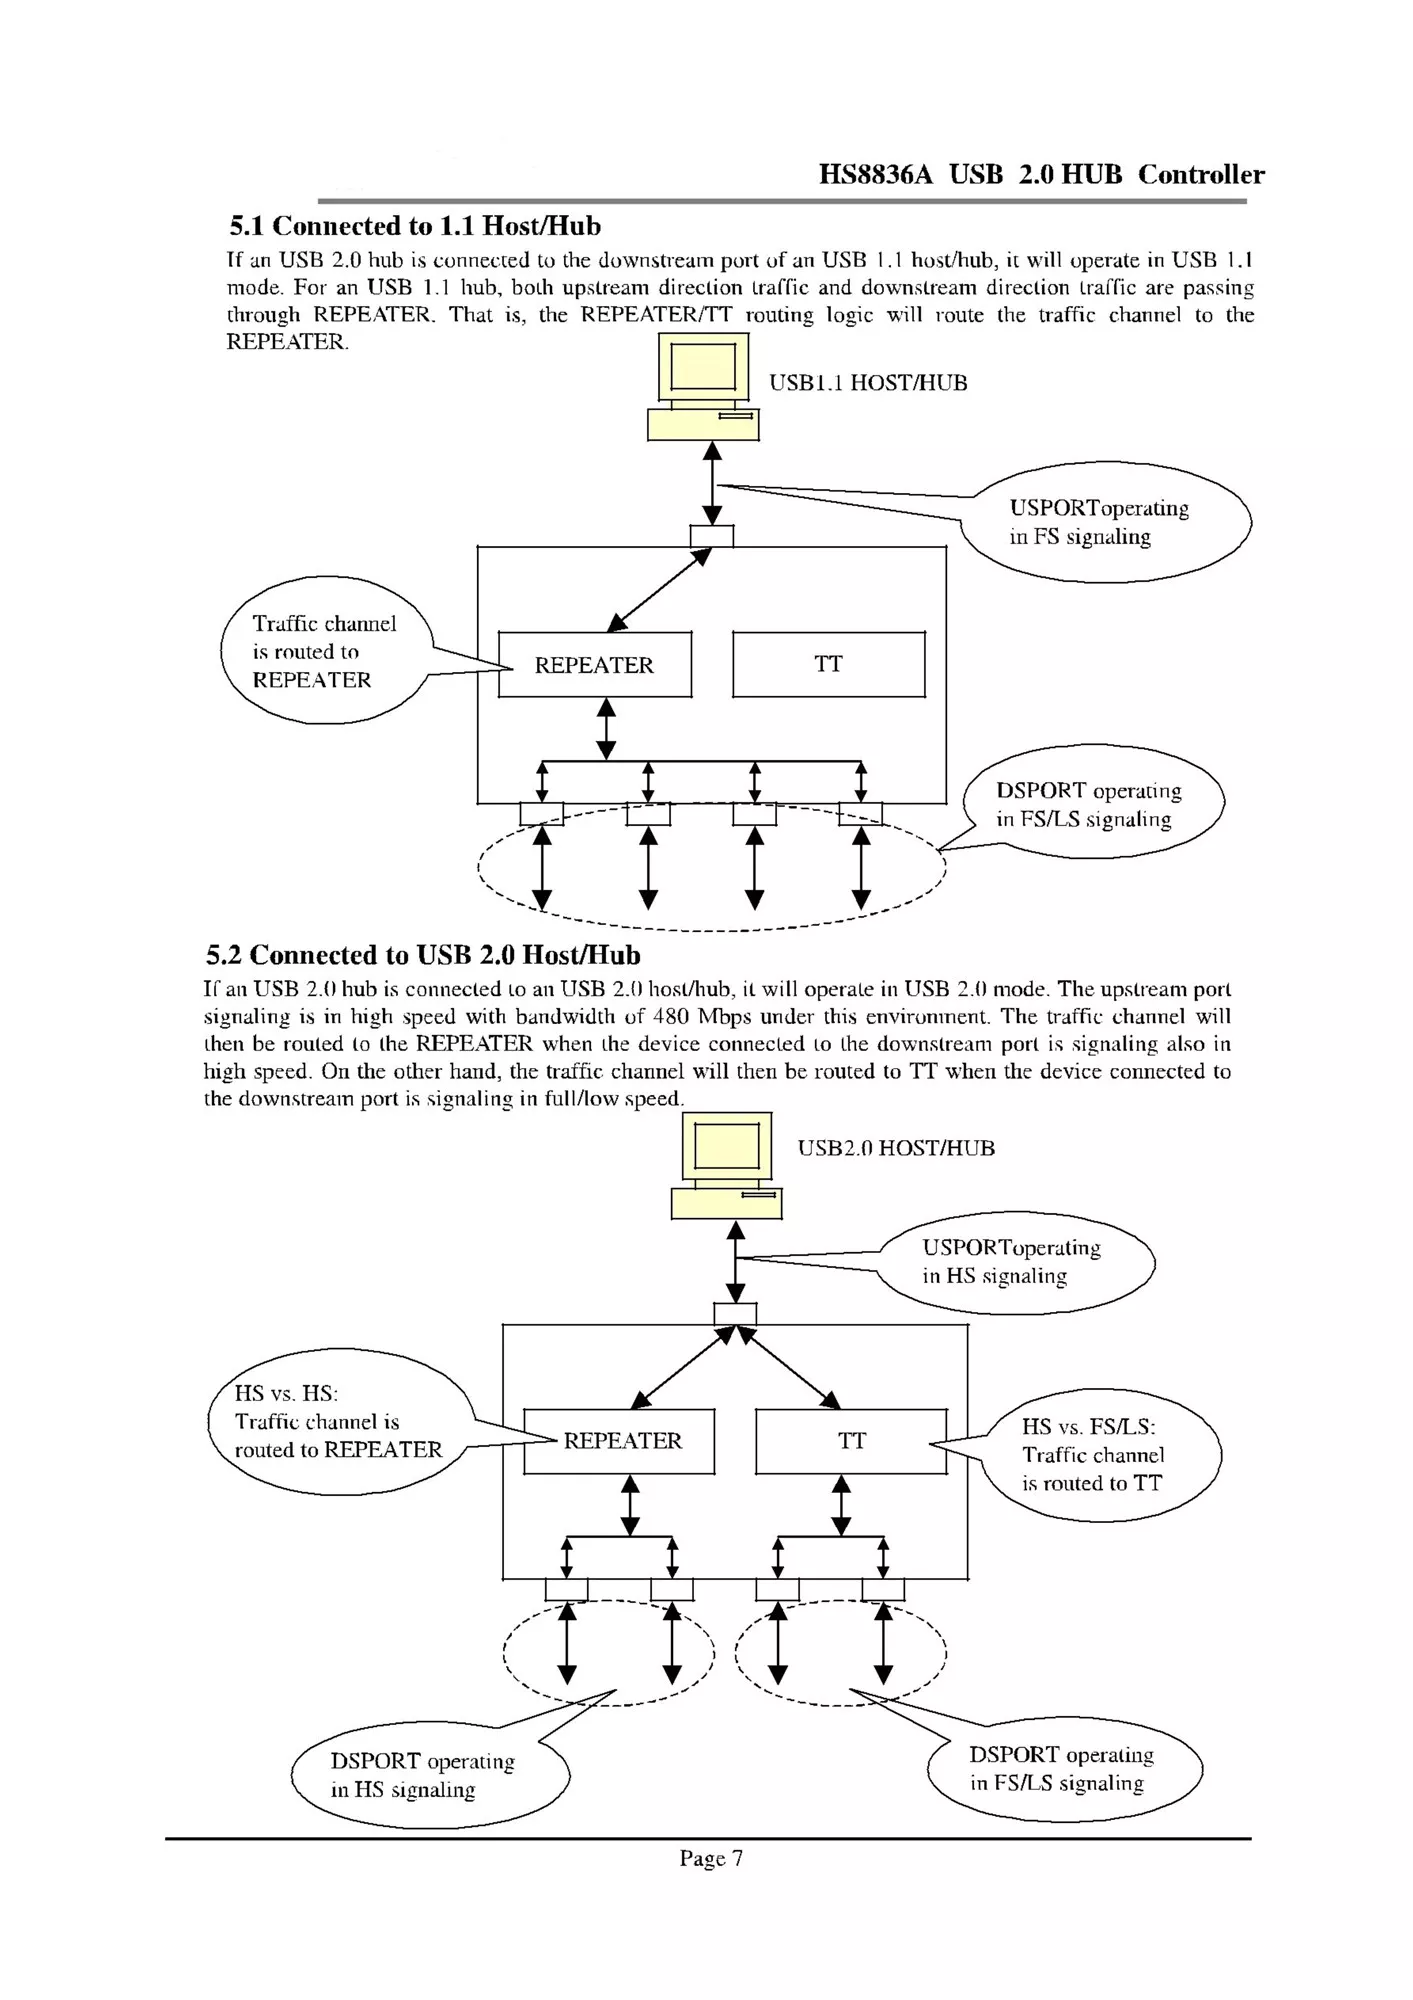 HS8836A USB 2.0 HUB Controller
5.1 Connected to 1.1 Host/Hub
If an USB 2.0 hub is connected to the downstream port of an USB 1.1 host/hub, it will operate in USB 1.1
mode. For an USB 1.1 hub, both upstream direction traffic and downstream direction traffic are passing
through REPEATER. That is, the REPEATER/TT routing logic will route the traffic channel to the
REPEATER.
USB1.1 HOST/HUB
USPORToperating
in FS signaling
Traffic channel
is routed to
REPEATER
REPEATER
TT
DSPORT operating
in FS/LS signaling
5.2 Connected to USB 2.0 Host/Hub
If an USB 2.0 hub is connected to an USB 2.0 host/hub, it will operate in USB 2.0 mode. The upstream port
signaling is in high speed with bandwidth of 480 Mbps under this environment. The traffic channel will
then be routed to the REPEATER when the device connected to the downstream port is signaling also in
high speed. On the other hand, the traffic channel will then be routed to TT when the device connected to
the downstream port is signaling in full/low speed.
USB2.0 HOST/HUB
USPORToperating
in HS signaling
HS vs. HS:
Traffic channel is
routed to REPEATER
REPEATER
TT
HS vs. FS/LS:
Traffic channel
is routed to TT
DSPORT operating
in HS signaling
DSPORT operating
in FS/LS signaling
Page 7